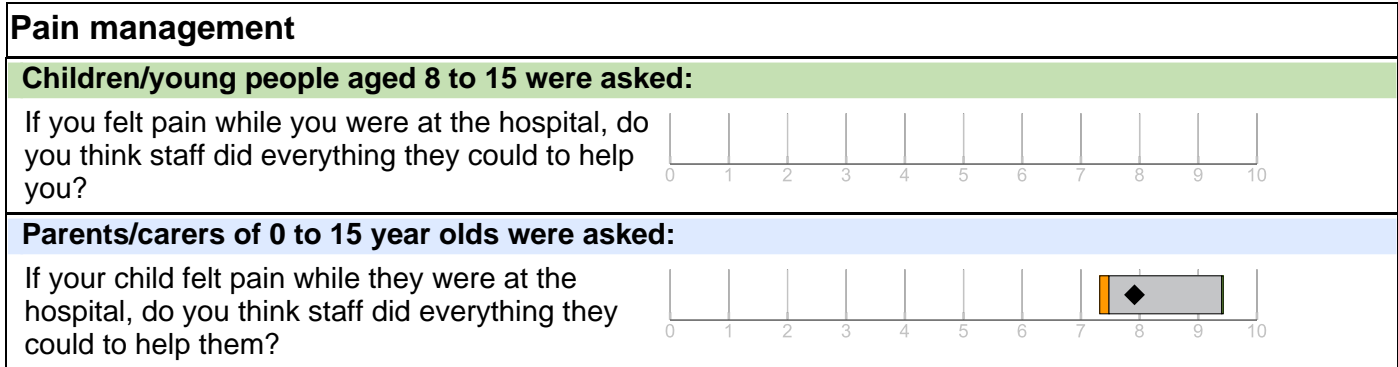 Pain management
Children/young people aged 8 to 15 were asked:
If you felt pain while you were at the hospital, do
you think staff did everything they could to help
you?
0 1 2 3 4 5 6 7 8 9 10
Parents/carers of 0 to 15 year olds were asked:
If your child felt pain while they were at the
hospital, do you think staff did everything they
could to help them?
0 1 2 3 4 5 6 7 8 9 10